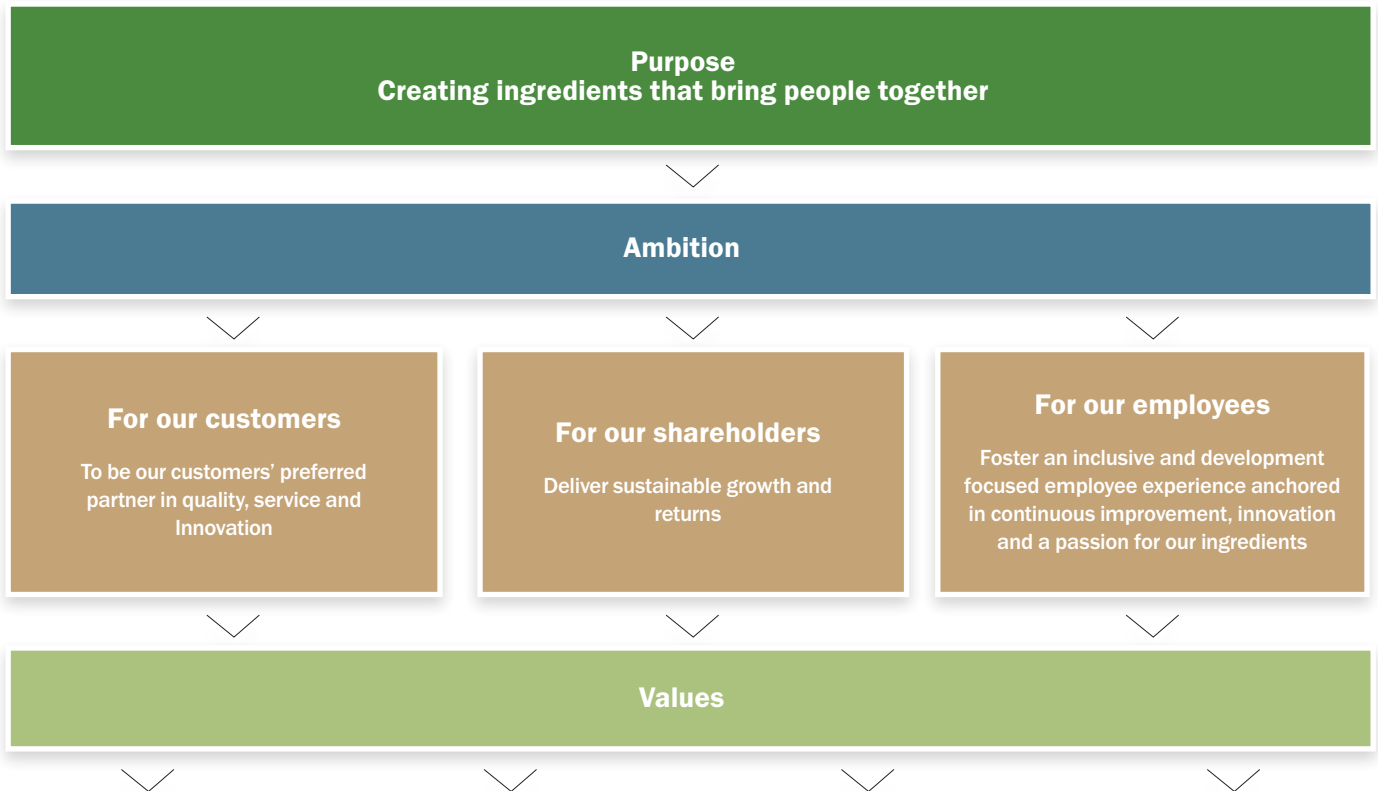 Purpose
Creating ingredients that bring people together
Ambition
For our customers
To be our customers’ preferred
partner in quality, service and
Innovation
For our shareholders
Deliver sustainable growth and
returns
For our employees
Foster an inclusive and development
focused employee experience anchored
in continuous improvement, innovation
and a passion for our ingredients
Values